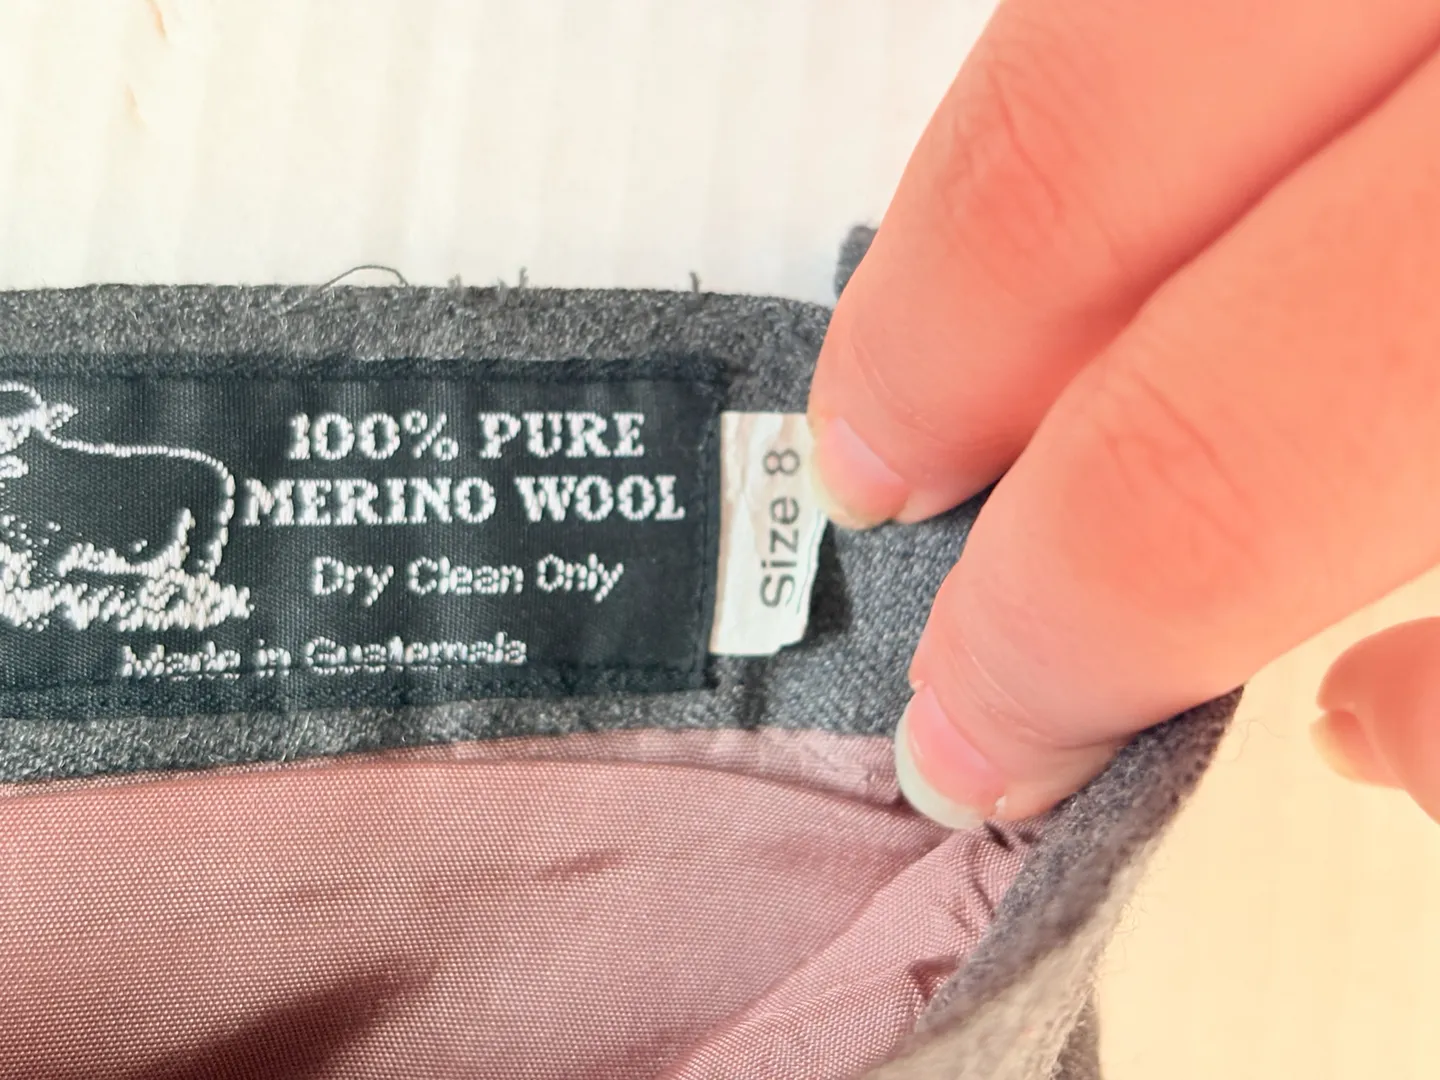 100% PURE
MERINO WOOL
Dry Clean Only
Made in Guatemala
Size 8